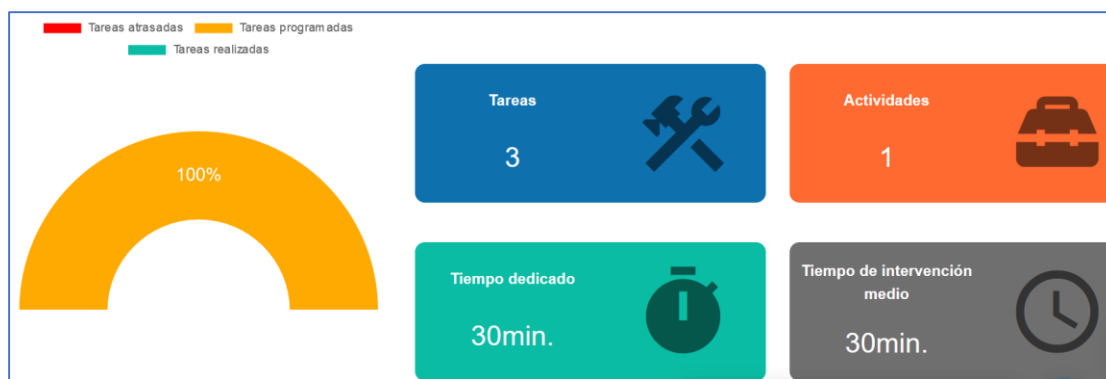 Tareas atrasadas
Tareas programadas
Tareas realizadas
100%
Tareas
3
Actividades
1
Tiempo dedicado
30min.
Tiempo de intervención
medio
30min.